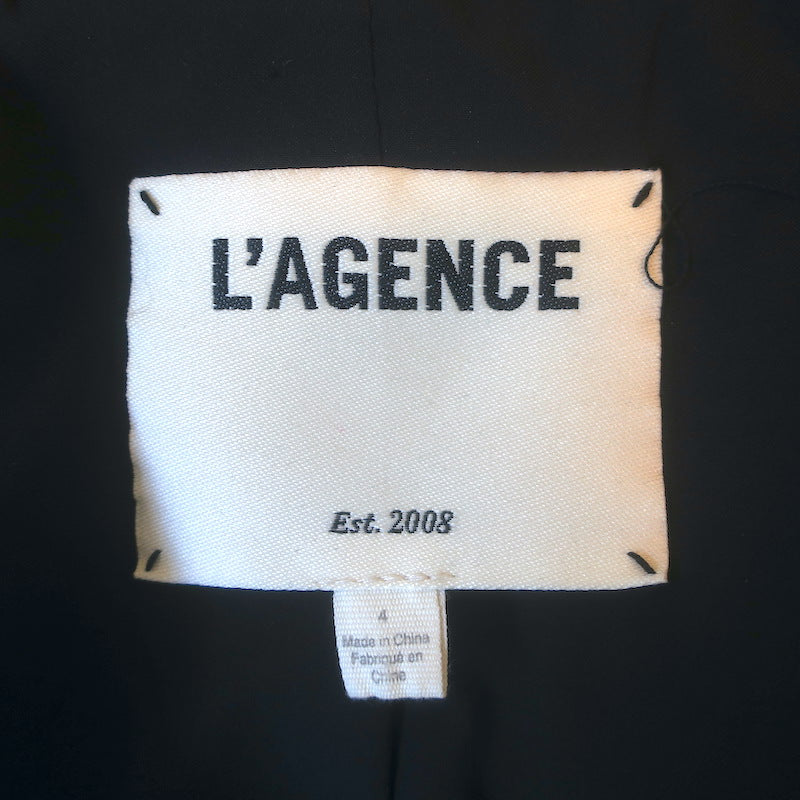 L'AGENCE
Est. 2008
4
Made in China
Fabriqué en
Chine